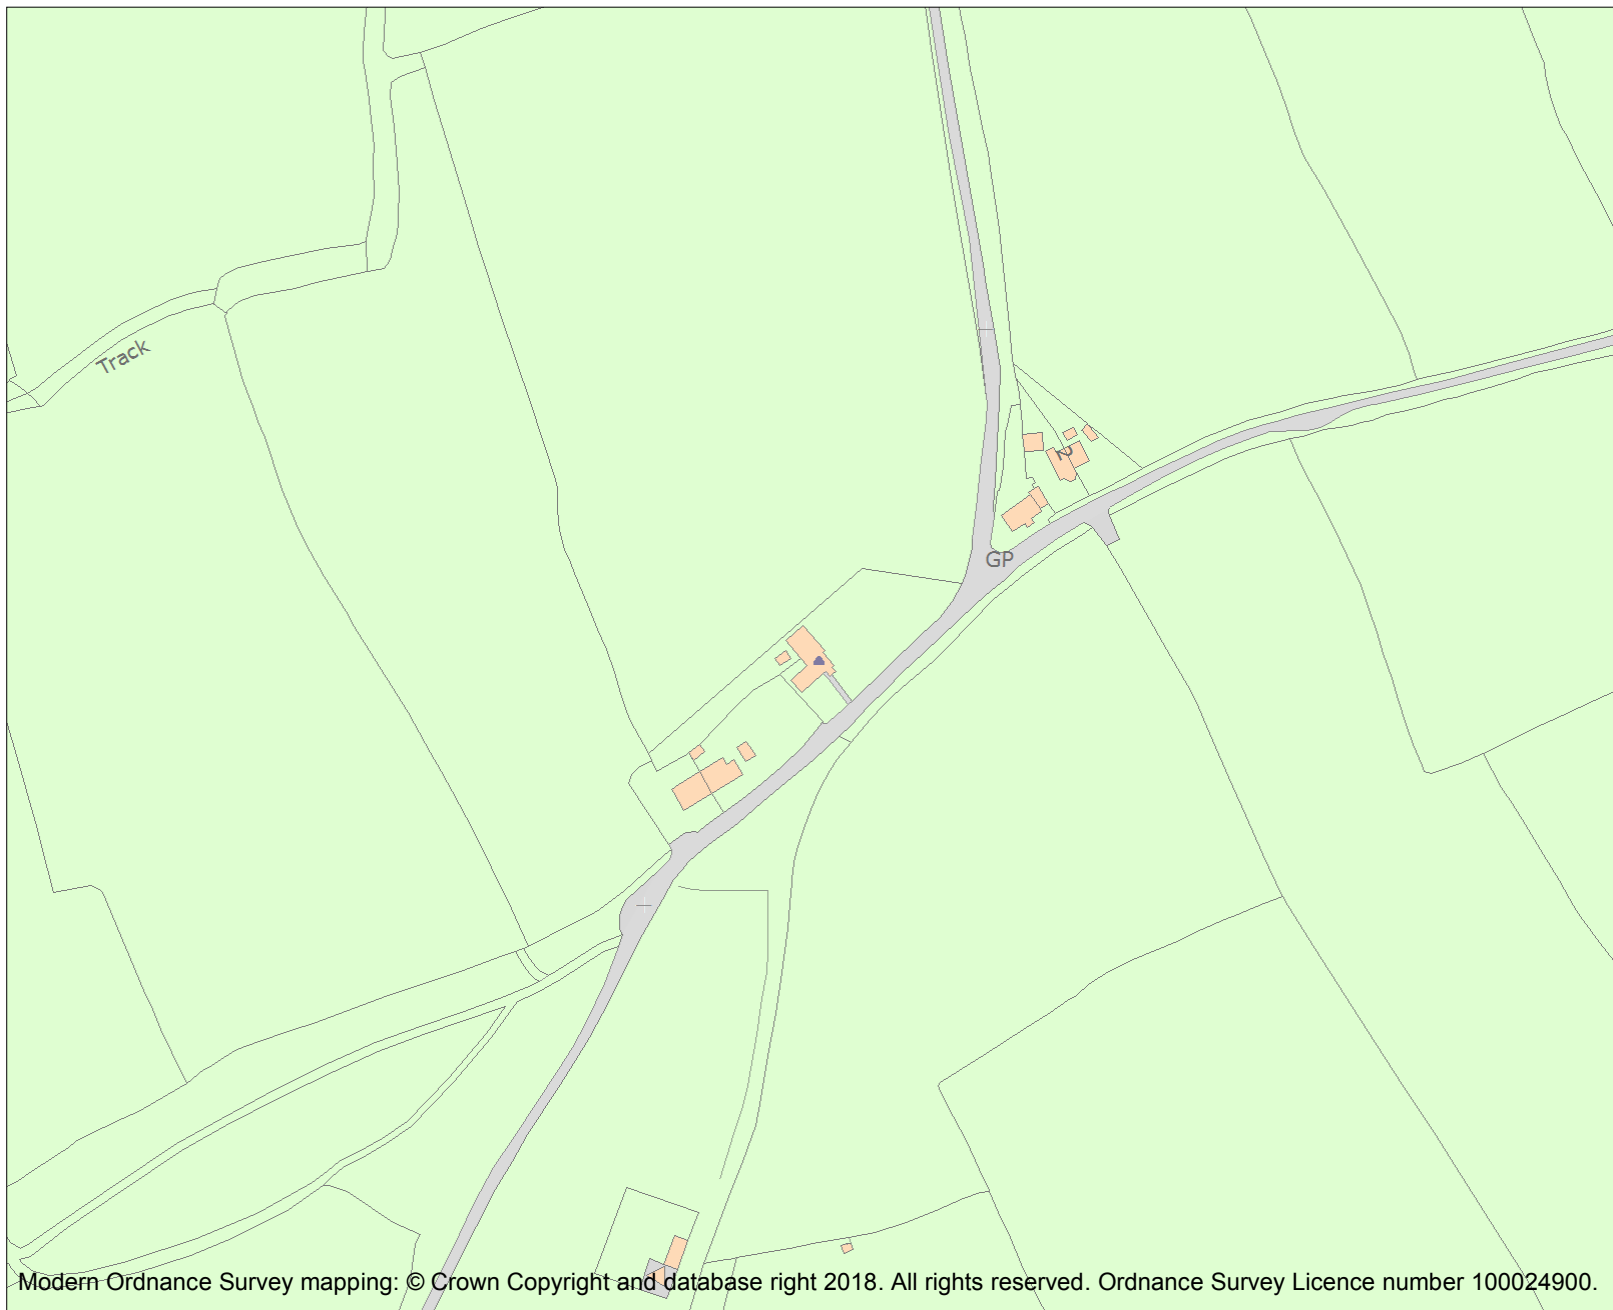 Track
2
GP
Modern Ordnance Survey mapping: © Crown Copyright and database right 2018. All rights reserved. Ordnance Survey Licence number 100024900.